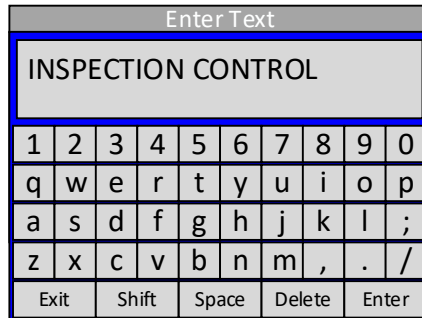 Enter Text
INSPECTION CONTROL
1 2 3 4 5 6 7 8 9 0
q w e r t y u i o p
a s d f g h j k l ;
z x c v b n m , . /
Exit Shift Space Delete Enter